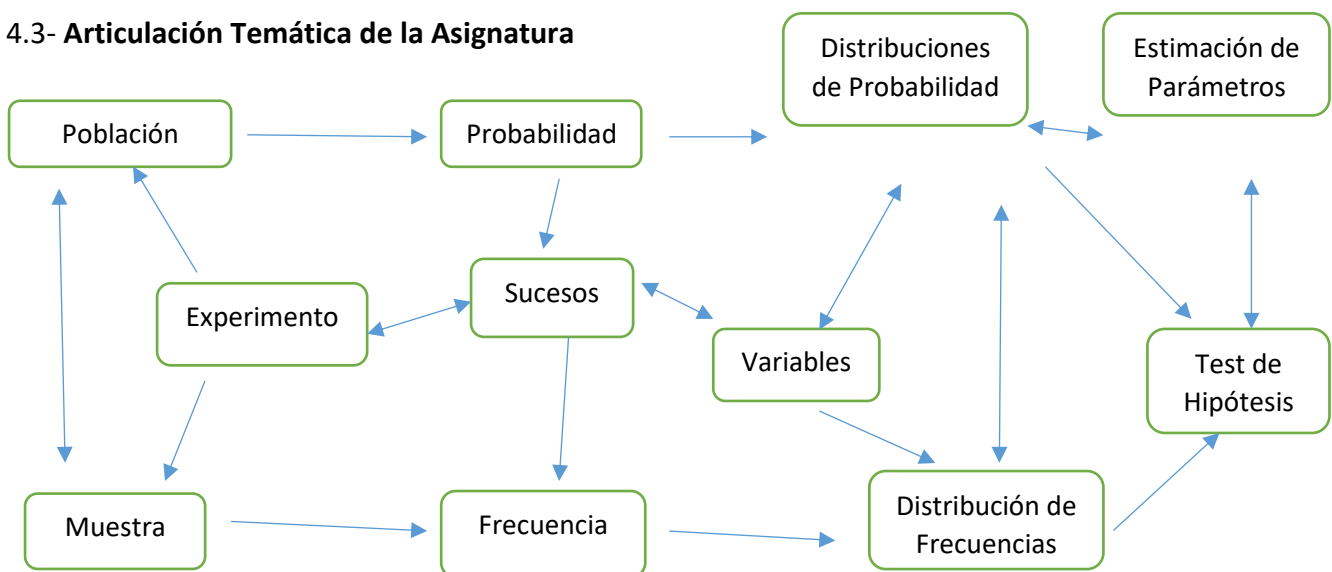 4.3- Articulación Temática de la Asignatura
Distribuciones
de Probabilidad
Estimación de
Parámetros
Población
Probabilidad
Experimento
Sucesos
Variables
Test de
Hipótesis
Muestra
Frecuencia
Distribución de
Frecuencias